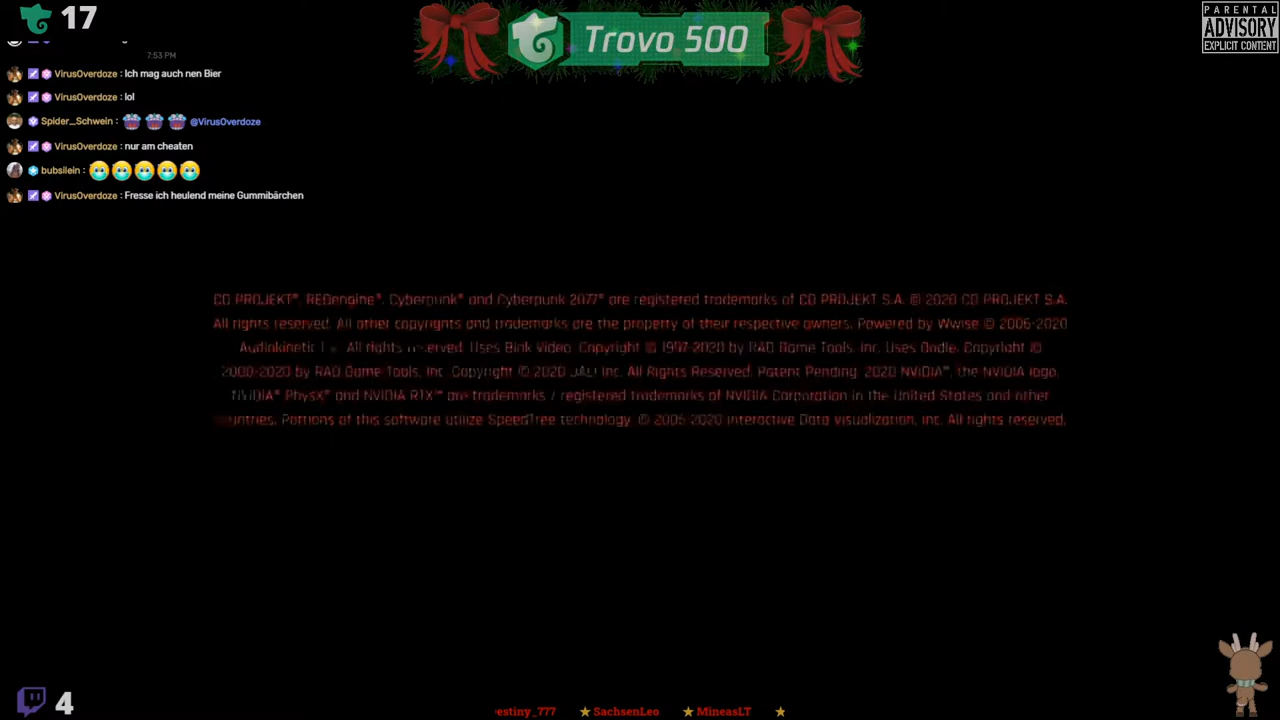 17
Trovo 500
PARENTAL
ADVISORY
EXPLICIT CONTENT
7:53 PM
VirusOverdoze : Ich mag auch nen Bier
VirusOverdoze : lol
Spider_Schwein : @VirusOverdoze
VirusOverdoze : nur am cheaten
bubsilein :
VirusOverdoze : Fresse ich heulend meine Gummibärchen
CD PROJEKT®, REDengine®, Cyberpunk® and Cyberpunk 2077® are registered trademarks of CD PROJEKT S.A. © 2020 CD PROJEKT S.A.
All rights reserved. All other copyrights and trademarks are the property of their respective owners. Powered by Wwise © 2006-2020
Audiokinetic All rights reserved. Uses Bink Video. Copyright © 1997-2020 by RAD Game Tools, Inc. Uses Oodle. Copyright ©
2000-2020 by RAD Game Tools, Inc. Copyright © 2020 JALI Inc. All Rights Reserved. Patent Pending. 2020 NVIDIA®, the NVIDIA logo,
NVIDIA® PhysX® and NVIDIA RTX™ are trademarks / registered trademarks of NVIDIA Corporation in the United States and other
untries. Portions of this software utilize SpeedTree technology. © 2005-2020 Interactive Data visualization, Inc. All rights reserved.
4
estiny_777 SachsenLeo MineasLT